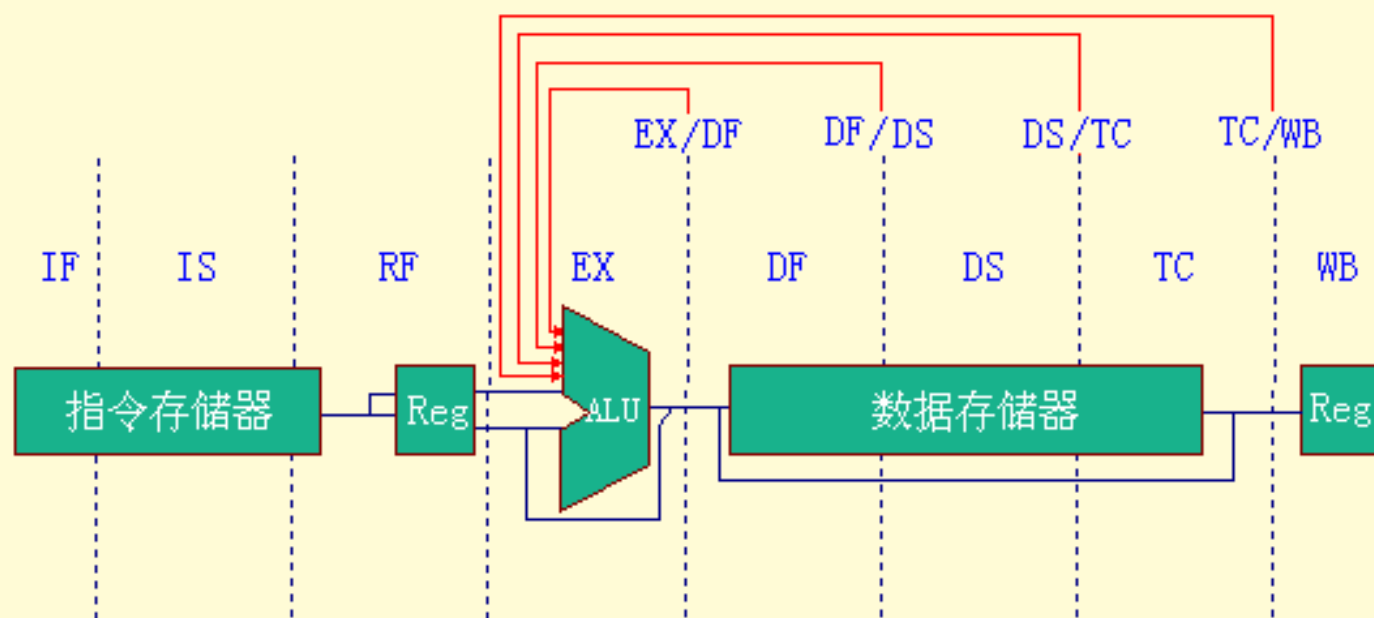 EX/DF DF/DS DS/TC TC/WB
IF IS RF EX DF DS TC WB
指令存储器 Reg ALU 数据存储器 Reg